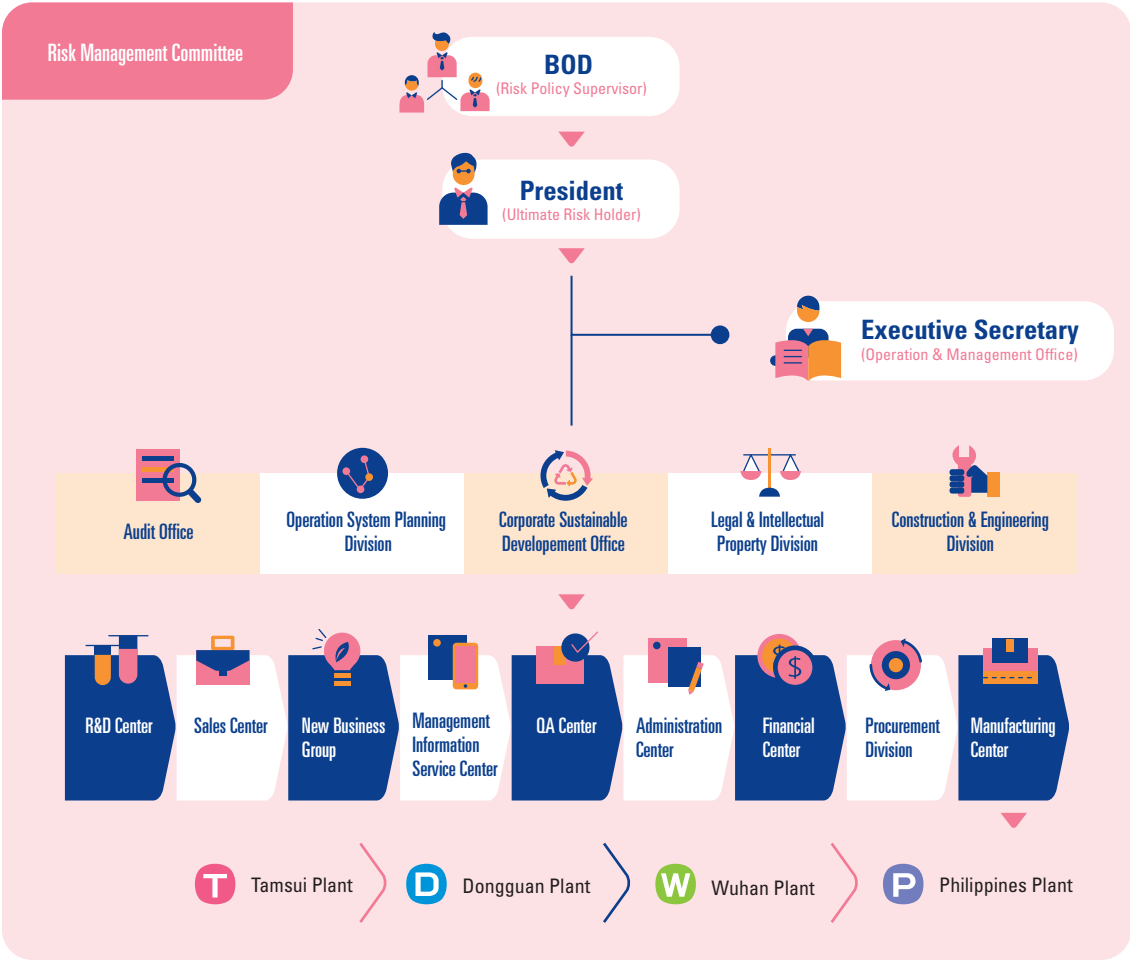 Risk Management Committee
BOD
(Risk Policy Supervisor)
President
(Ultimate Risk Holder)
Executive Secretary
(Operation & Management Office)
Audit Office
Operation System Planning
Division
Corporate Sustainable
Developement Office
Legal & Intellectual
Property Division
Construction & Engineering
Division
R&D Center
Sales Center
New Business
Group
Management
Information
Service Center
QA Center
Administration
Center
$
$
Financial
Center
Procurement
Division
Manufacturing
Center
T Tamsui Plant
D Dongguan Plant
W Wuhan Plant
P Philippines Plant